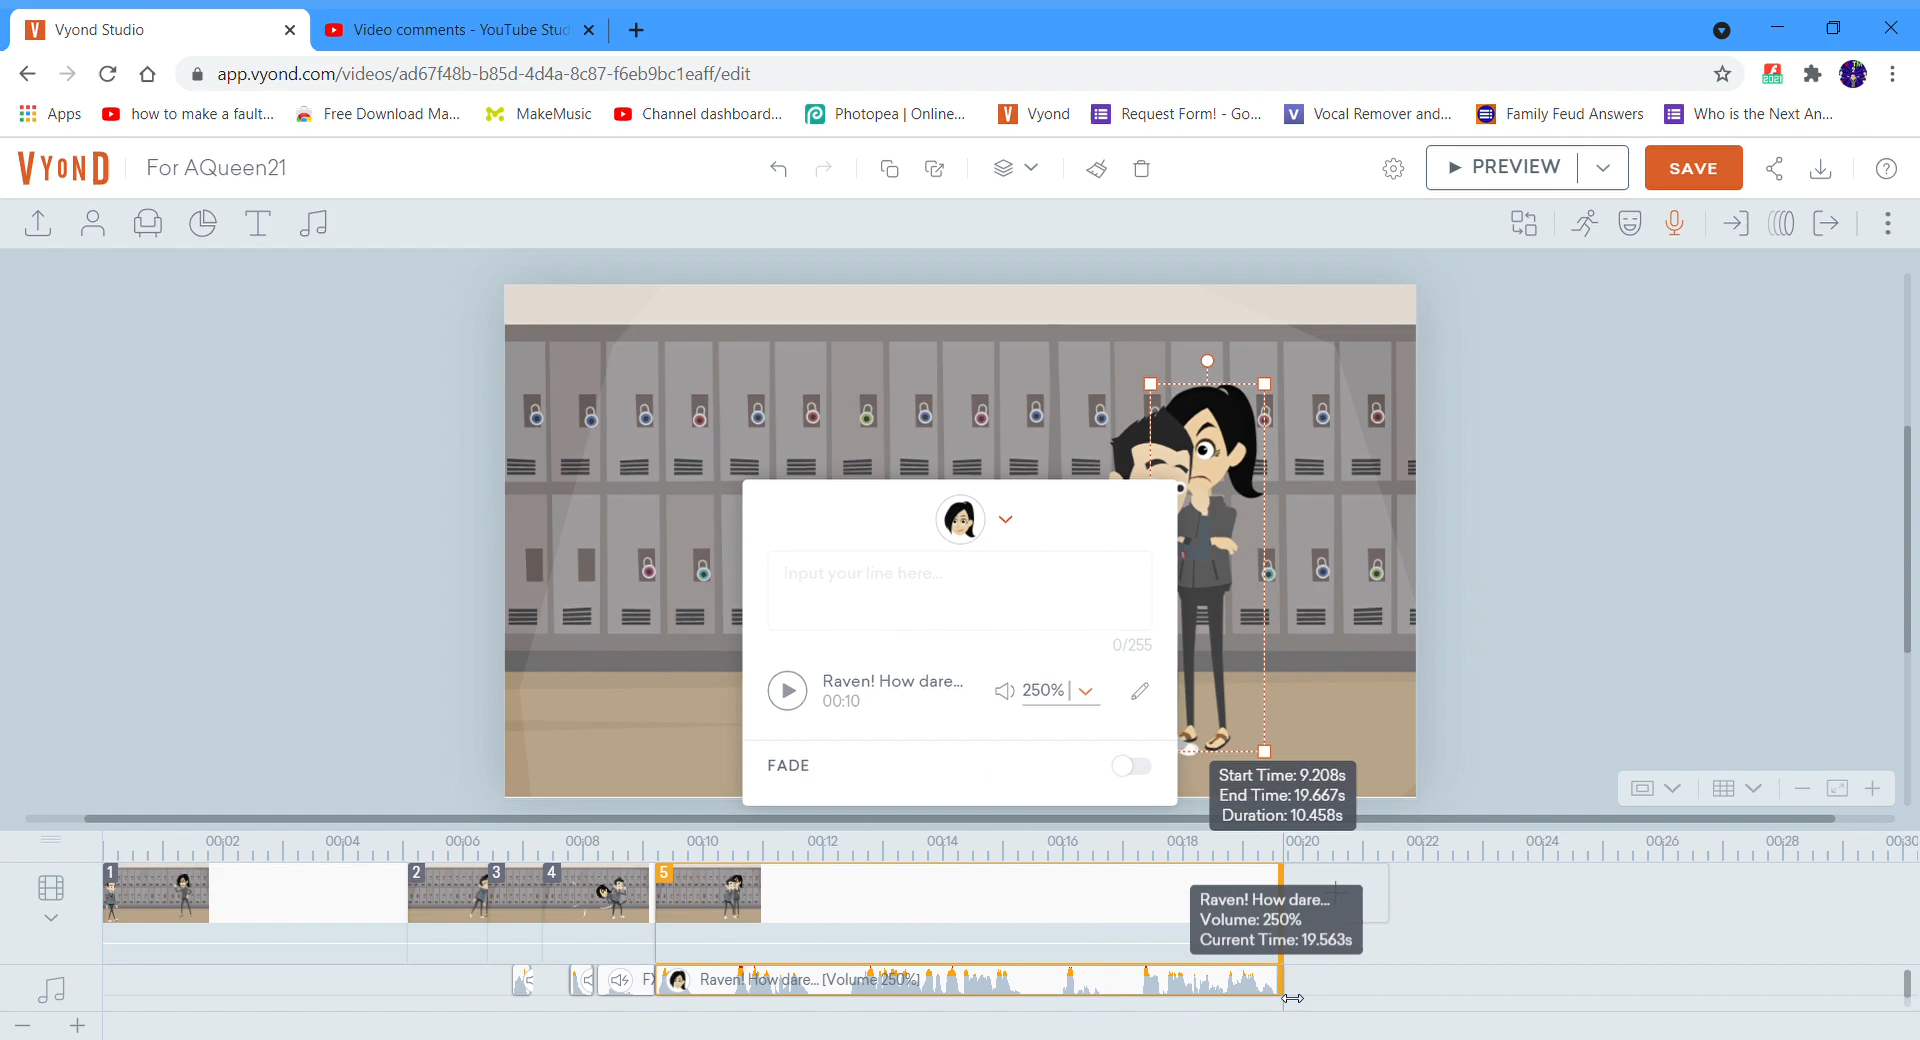 Vyond Studio
Video comments - YouTube Stud
app.vyond.com/videos/ad67f48b-b85d-4d4a-8c87-f6eb9bc1eaff/edit
2021
Apps
how to make a fault...
Free Download Ma...
MakeMusic
Channel dashboard...
Photopea | Online...
Vyond
Request Form! - Go...
Vocal Remover and...
Family Feud Answers
Who is the Next An...
VYOND
For AQueen21
PREVIEW
SAVE
Input your line here...
0/255
Raven! How dare...
00:10
250%
FADE
Start Time: 9.208s
End Time: 19.667s
Duration: 10.458s
00:02 00:04 00:06 00:08 00:10 00:12 00:14 00:16 00:18 00:20 00:22 00:24 00:26 00:28 00:30
1 2 3 4 5
Raven! How dare...
Volume: 250%
Current Time: 19.563s
Raven! How dare... [Volume 250%]